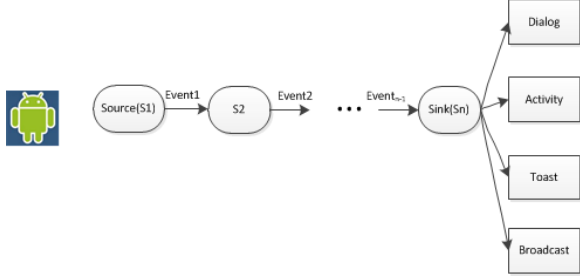 Dialog
Source(S1)
Event1
S2
Event2
...
Eventₙ₋₁
Sink(Sn)
Activity
Toast
Broadcast